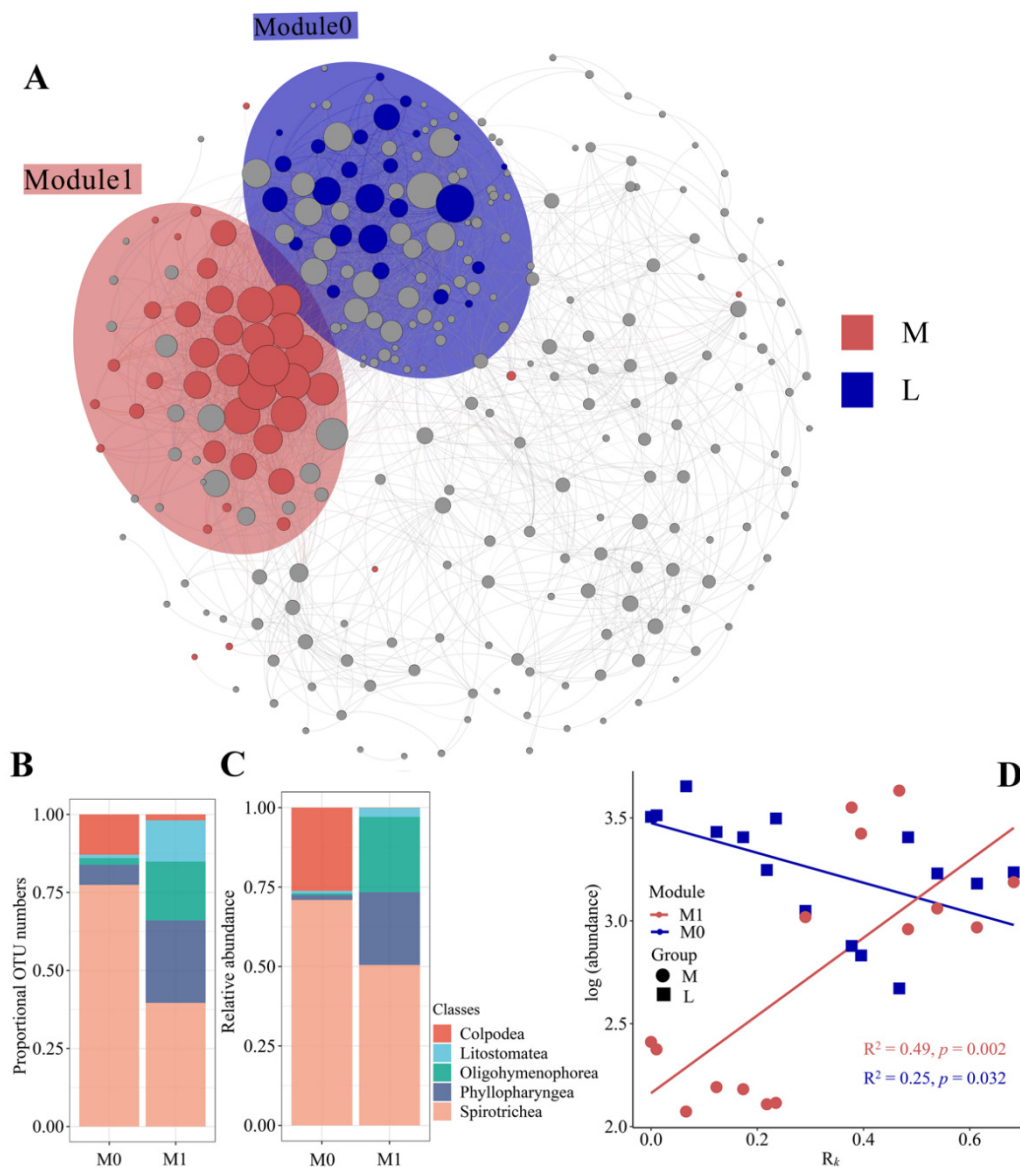 Module0
A
Module1
M
L
B
Proportional OTU numbers
1.00
0.75
0.50
0.25
0.00
M0
M1
C
Relative abundance
1.00
0.75
0.50
0.25
0.00
M0
M1
Classes
Colpodea
Litostomatea
Oligohymenophorea
Phyllopharyngea
Spirotrichea
D
log (abundance)
3.5
3.0
2.5
2.0
Module
M1
M0
Group
M
L
R² = 0.49, p = 0.002
R² = 0.25, p = 0.032
0.0
0.2
0.4
0.6
Rₖ